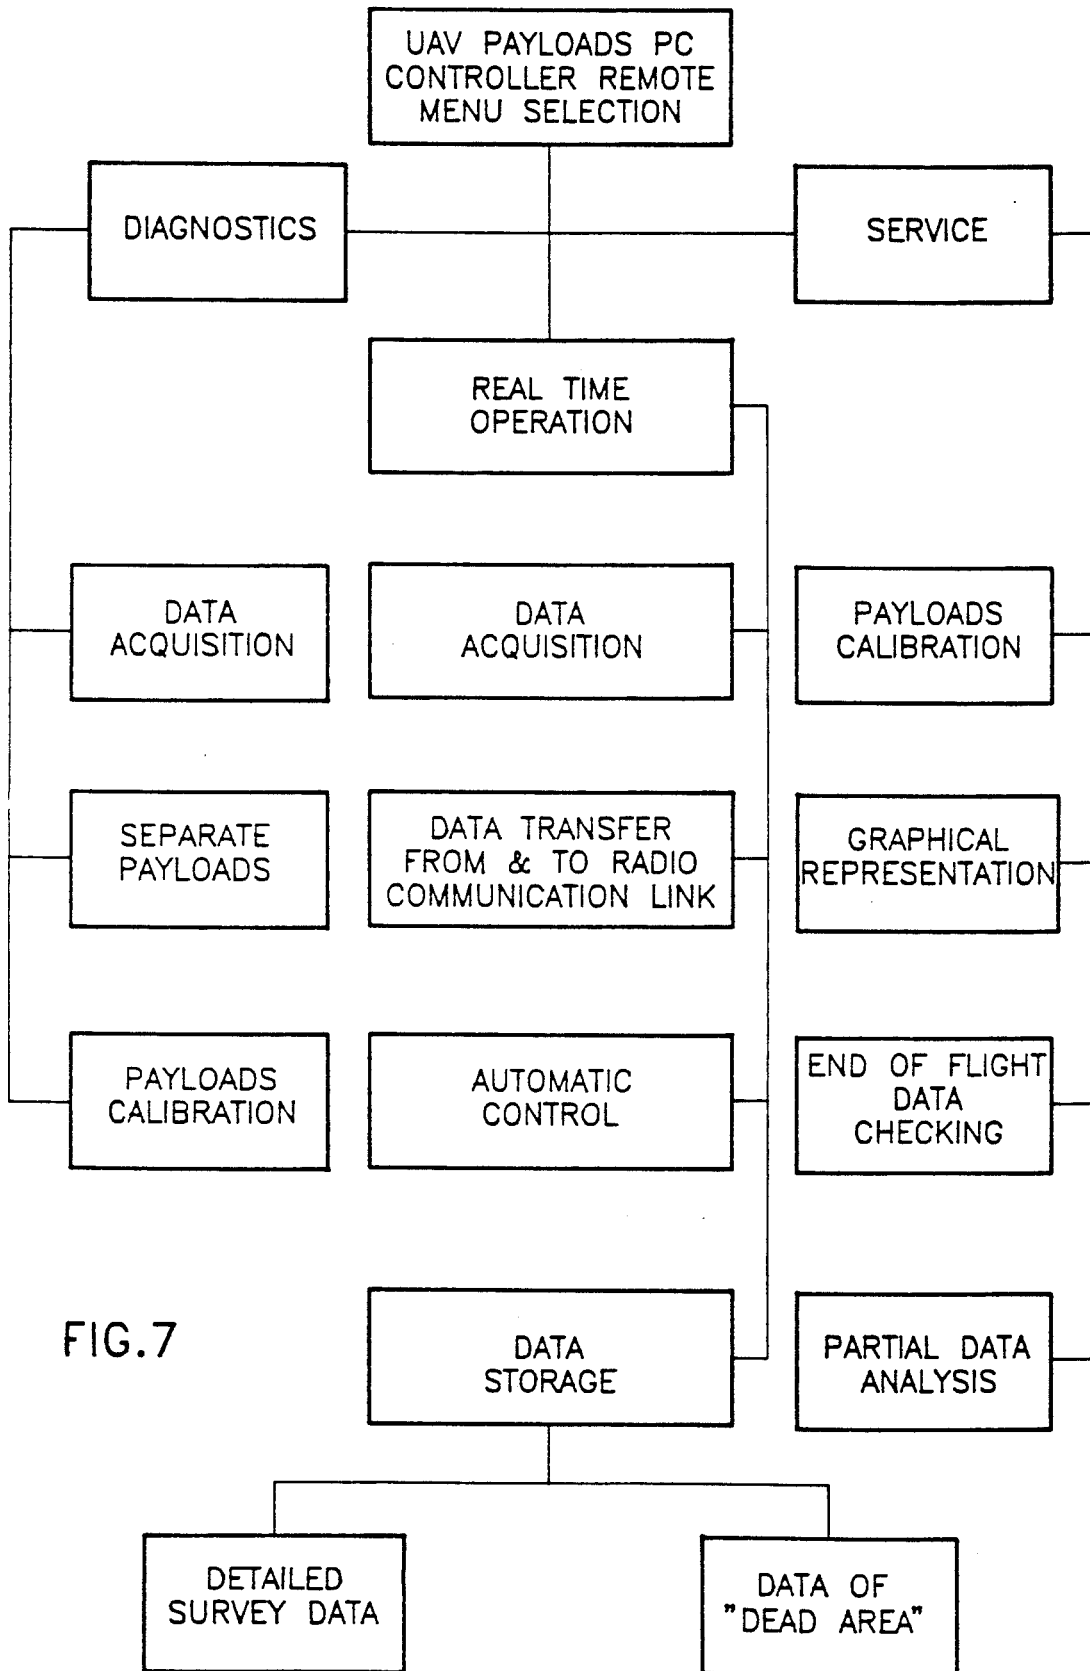 UAV PAYLOADS PC
CONTROLLER REMOTE
MENU SELECTION
DIAGNOSTICS
SERVICE
REAL TIME
OPERATION
DATA
ACQUISITION
DATA
ACQUISITION
PAYLOADS
CALIBRATION
SEPARATE
PAYLOADS
DATA TRANSFER
FROM & TO RADIO
COMMUNICATION LINK
GRAPHICAL
REPRESENTATION
PAYLOADS
CALIBRATION
AUTOMATIC
CONTROL
END OF FLIGHT
DATA
CHECKING
FIG.7
DATA
STORAGE
PARTIAL DATA
ANALYSIS
DETAILED
SURVEY DATA
DATA OF
"DEAD AREA"